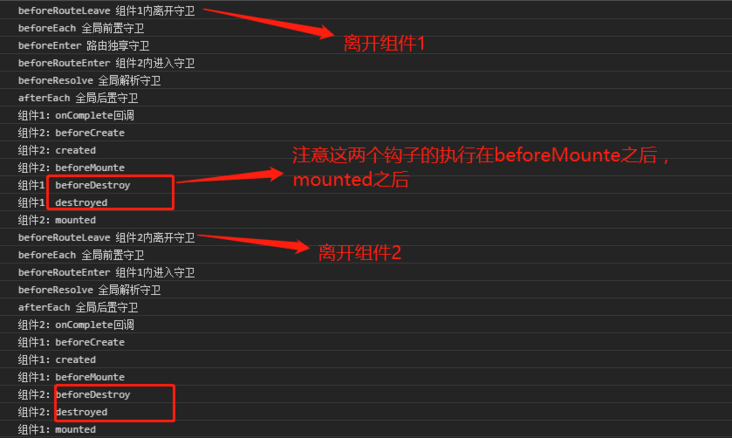 beforeRouteLeave 组件1内离开守卫
beforeEach 全局前置守卫
离开组件1
beforeEnter 路由独享守卫
beforeRouteEnter 组件2内进入守卫
beforeResolve 全局解析守卫
afterEach 全局后置守卫
组件1：onComplete回调
组件2：beforeCreate
组件2：created
组件2：beforeMounte
注意这两个钩子的执行在beforeMounte之后，
mounted之后
组件1 beforeDestroy
组件1 destroyed
组件2：mounted
beforeRouteLeave 组件2内离开守卫
离开组件2
beforeEach 全局前置守卫
beforeRouteEnter 组件1内进入守卫
beforeResolve 全局解析守卫
afterEach 全局后置守卫
组件2：onComplete回调
组件1：beforeCreate
组件1：created
组件1：beforeMounte
组件2：beforeDestroy
组件2：destroyed
组件1：mounted